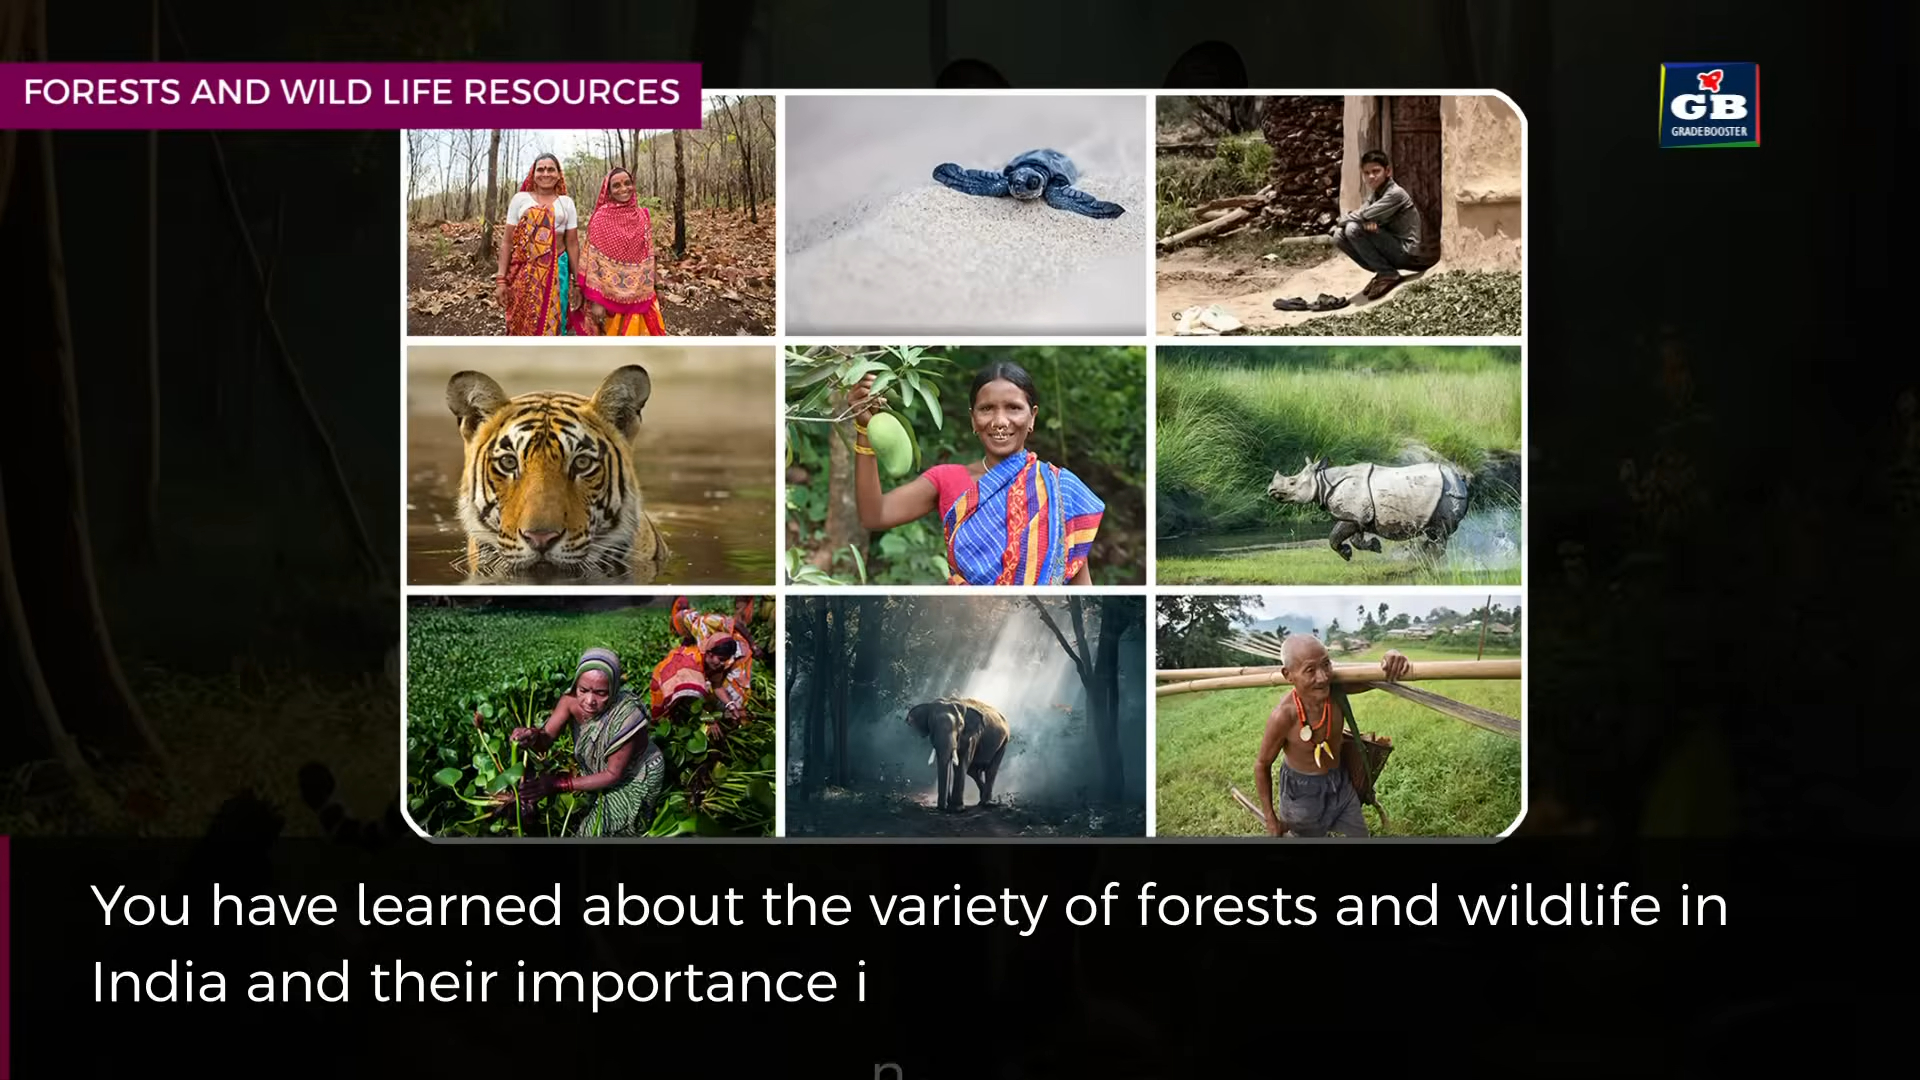 FORESTS AND WILD LIFE RESOURCES
GB
GRADEBOOSTER
You have learned about the variety of forests and wildlife in
India and their importance i
n